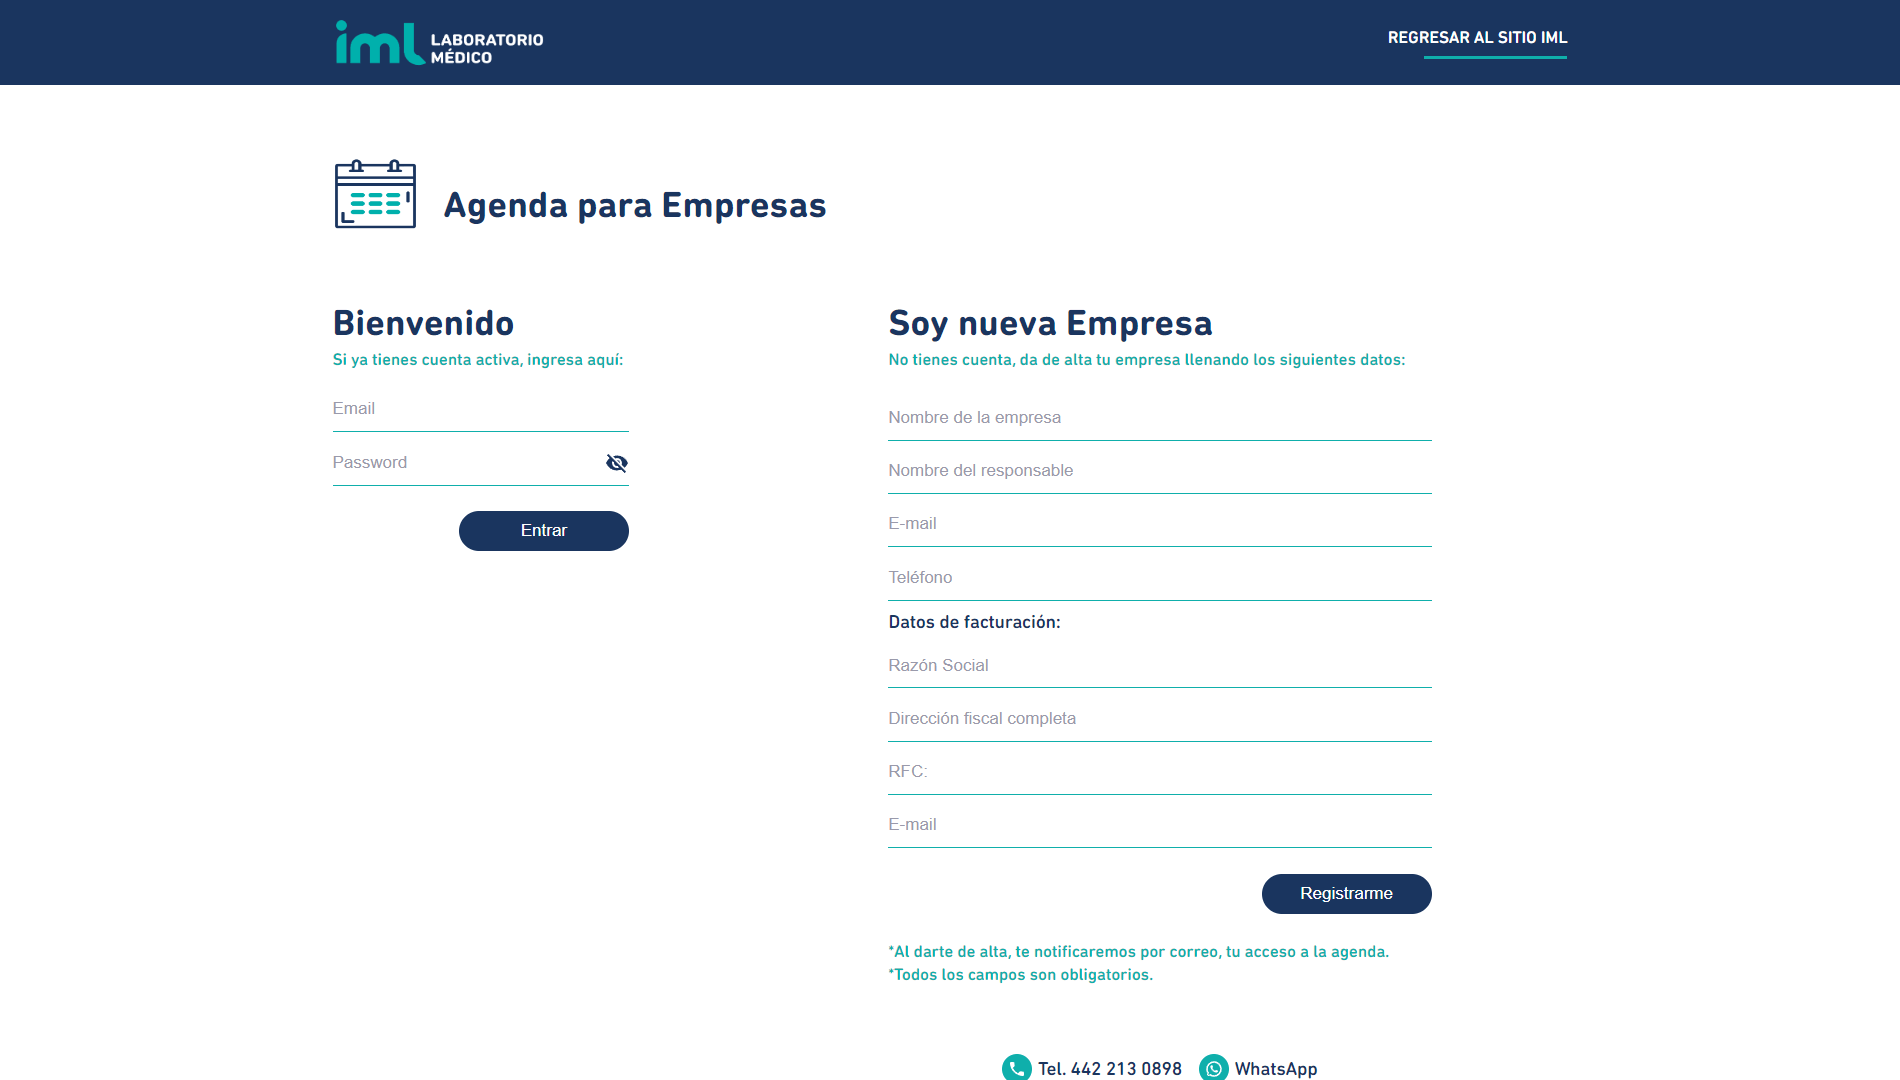 iml LABORATORIO
MÉDICO
REGRESAR AL SITIO IML
Agenda para Empresas
Bienvenido
Si ya tienes cuenta activa, ingresa aquí:
Email
Password
Entrar
Soy nueva Empresa
No tienes cuenta, da de alta tu empresa llenando los siguientes datos:
Nombre de la empresa
Nombre del responsable
E-mail
Teléfono
Datos de facturación:
Razón Social
Dirección fiscal completa
RFC:
E-mail
Registrarme
*Al darte de alta, te notificaremos por correo, tu acceso a la agenda.
*Todos los campos son obligatorios.
Tel. 442 213 0898 WhatsApp